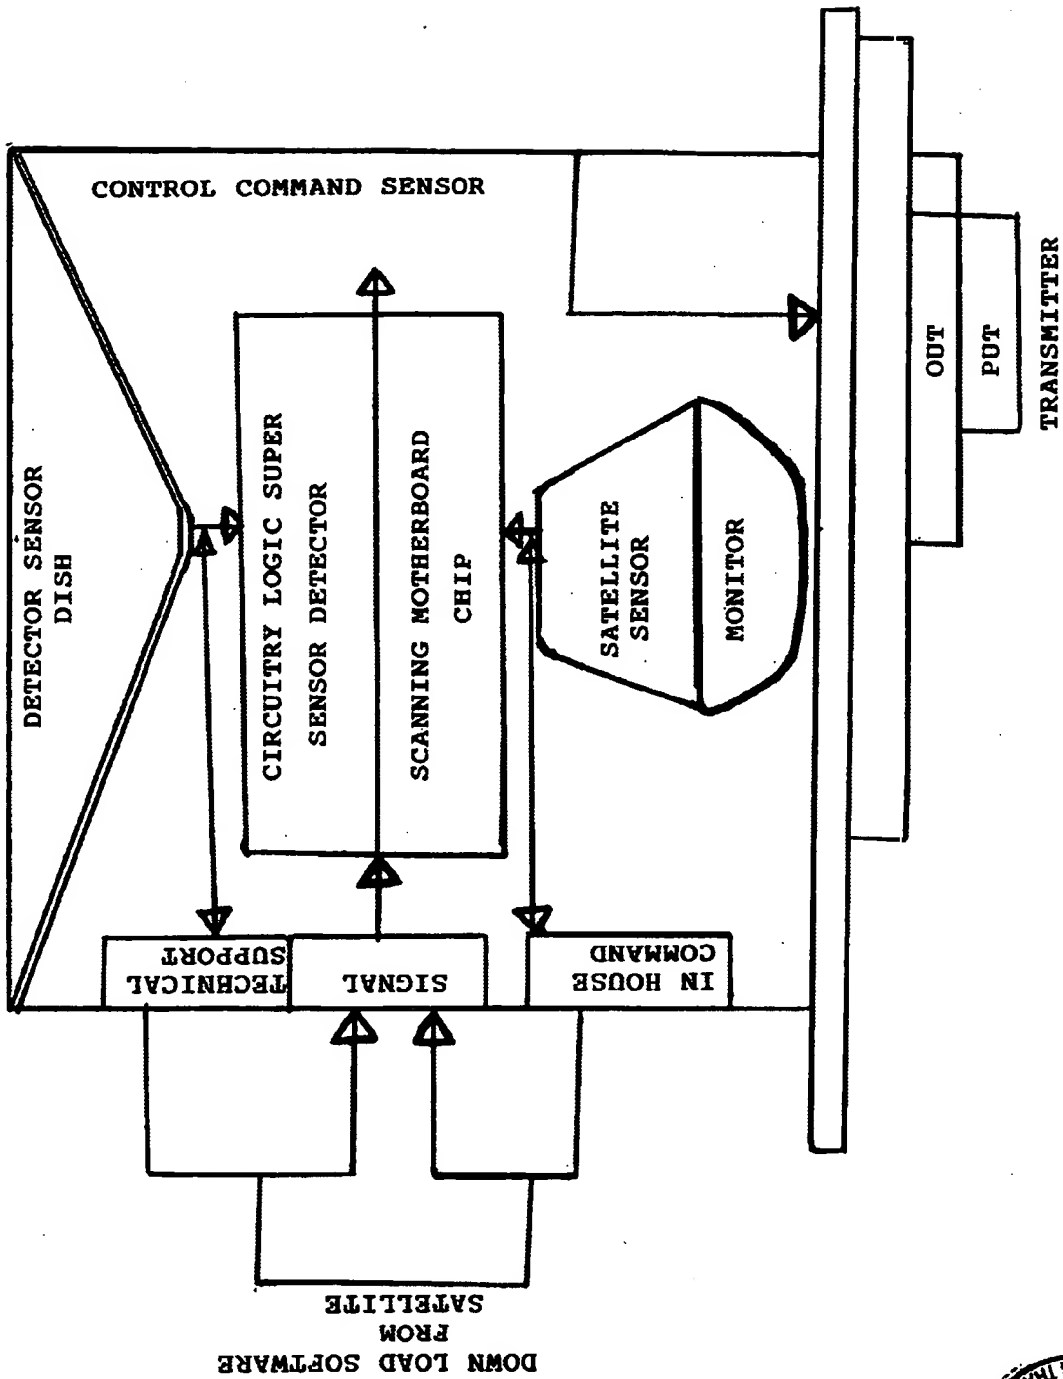 DETECTOR SENSOR
DISH
CONTROL COMMAND SENSOR
CIRCUITRY LOGIC SUPER
SENSOR DETECTOR
SCANNING MOTHERBOARD
CHIP
SATELLITE
SENSOR
MONITOR
TECHNICAL
SUPPORT
SIGNAL
IN HOUSE
COMMAND
DOWN LOAD SOFTWARE
FROM
SATELLITE
OUT
PUT
TRANSMITTER